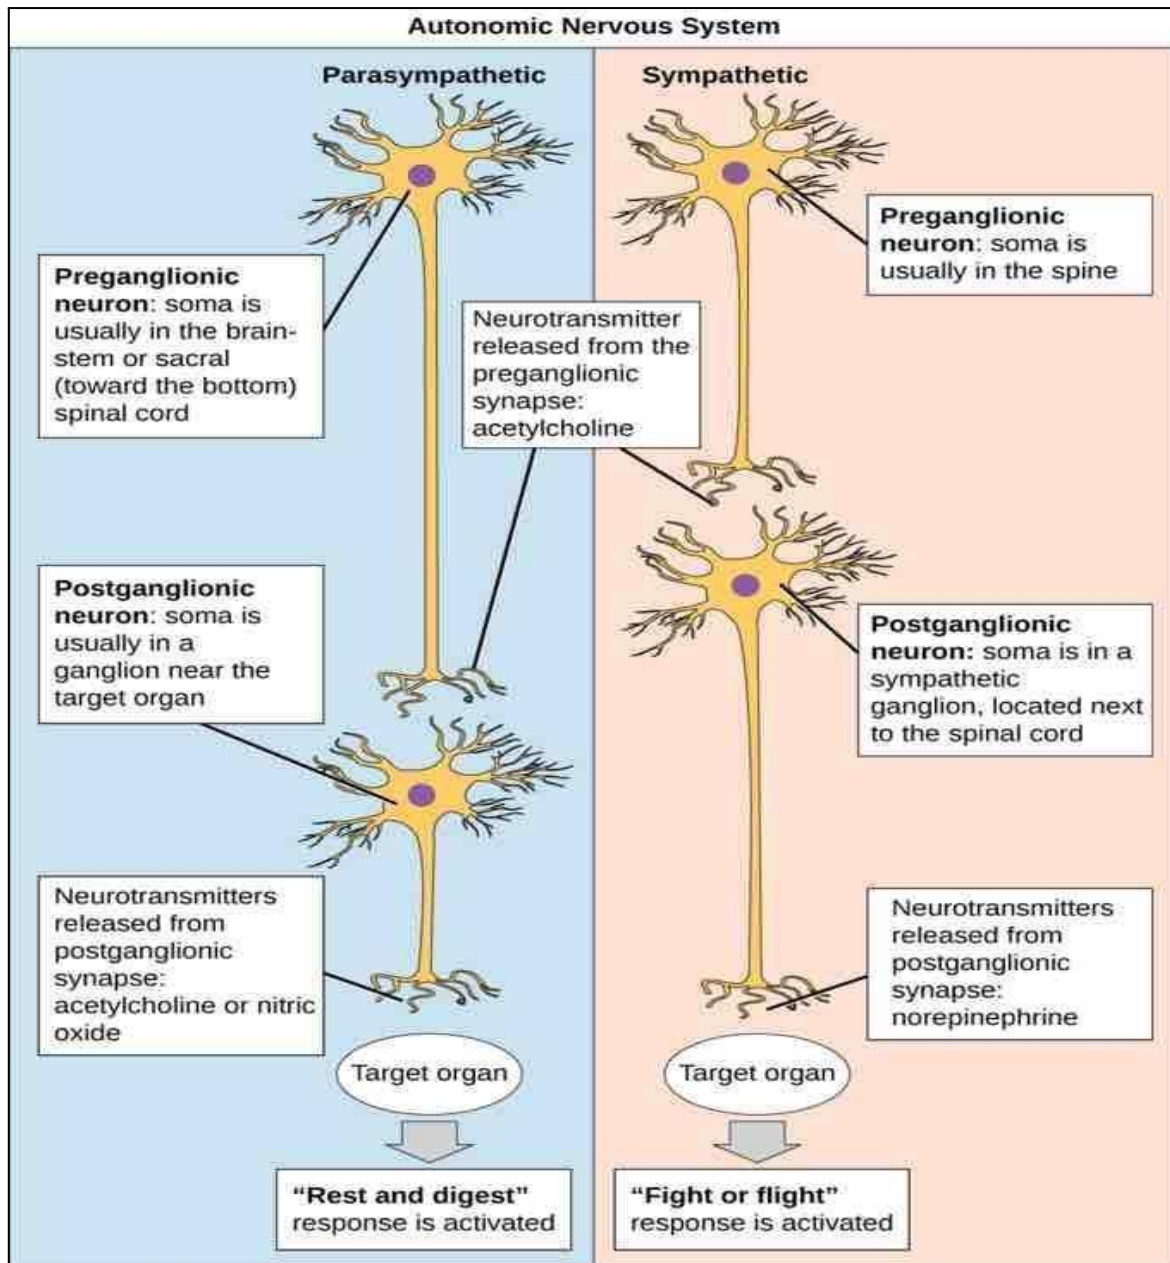 Autonomic Nervous System
Parasympathetic
Sympathetic
Preganglionic
neuron: soma is
usually in the brain-
stem or sacral
(toward the bottom)
spinal cord
Neurotransmitter
released from the
preganglionic
synapse:
acetylcholine
Preganglionic
neuron: soma is
usually in the spine
Postganglionic
neuron: soma is
usually in a
ganglion near the
target organ
Postganglionic
neuron: soma is in a
sympathetic
ganglion, located next
to the spinal cord
Neurotransmitters
released from
postganglionic
synapse:
acetylcholine or nitric
oxide
Neurotransmitters
released from
postganglionic
synapse:
norepinephrine
Target organ
Target organ
“Rest and digest”
response is activated
“Fight or flight”
response is activated